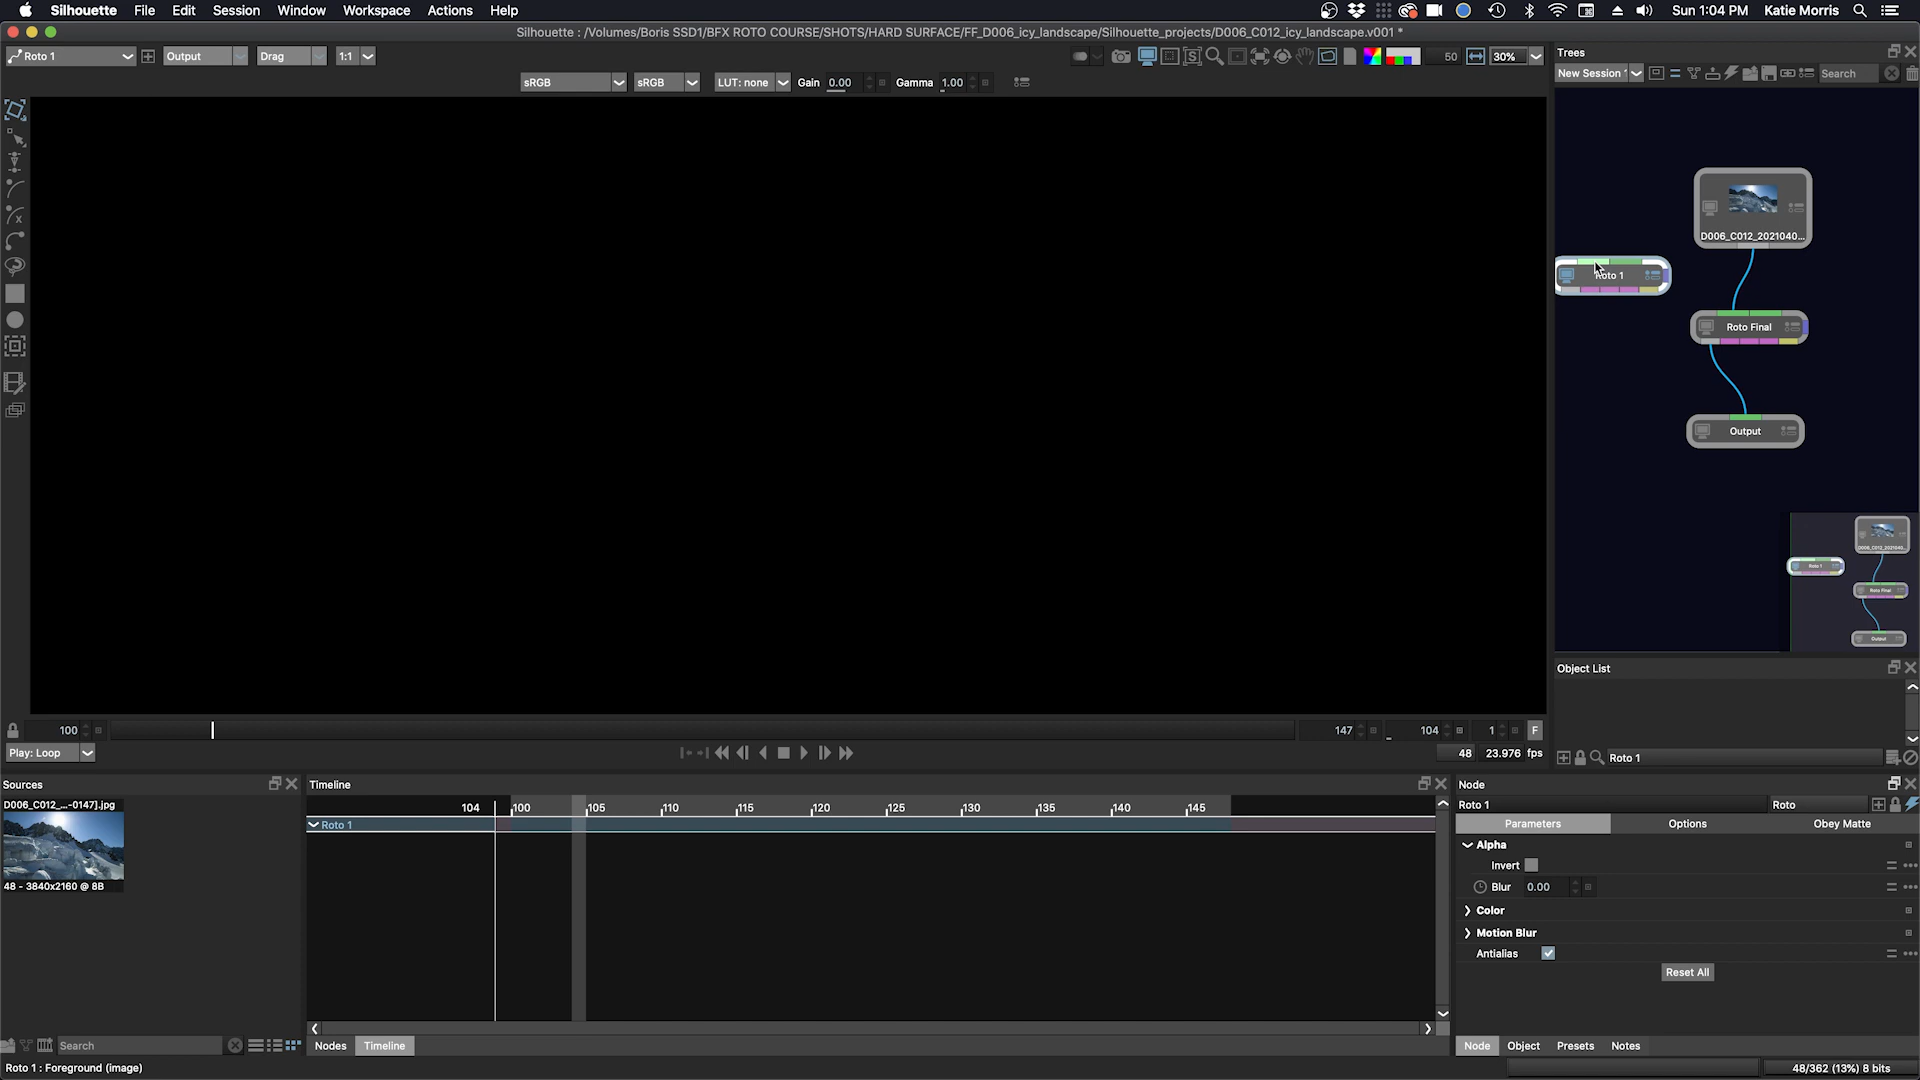 Silhouette File Edit Session Window Workspace Actions Help Sun 1:04 PM Katie Morris
Silhouette : /Volumes/Boris SSD1/BFX ROTO COURSE/SHOTS/HARD SURFACE/FF_D006_icy_landscape/Silhouette_projects/D006_C012_icy_landscape.v001 *
Roto 1 Output Drag 1:1 50 30%
Trees
New Session Search
sRGB sRGB LUT: none Gain 0.00 Gamma 1.00
D006_C012_2021040...
Roto 1
Roto Final
Output
D006_C012_2021040...
Roto 1
Roto Final
Output
Object List
100 147 104 1 F
Play: Loop 48 23.976 fps
Roto 1
Sources
D006_C012_...-0147].jpg
48 - 3840x2160 @ 8B
Search
Timeline
104 100 105 110 115 120 125 130 135 140 145
Roto 1
Nodes Timeline
Node
Roto 1 Roto
Parameters Options Obey Matte
Alpha
Invert
Blur 0.00
Color
Motion Blur
Antialias
Reset All
Node Object Presets Notes
Roto 1 : Foreground (image) 48/362 (13%) 8 bits